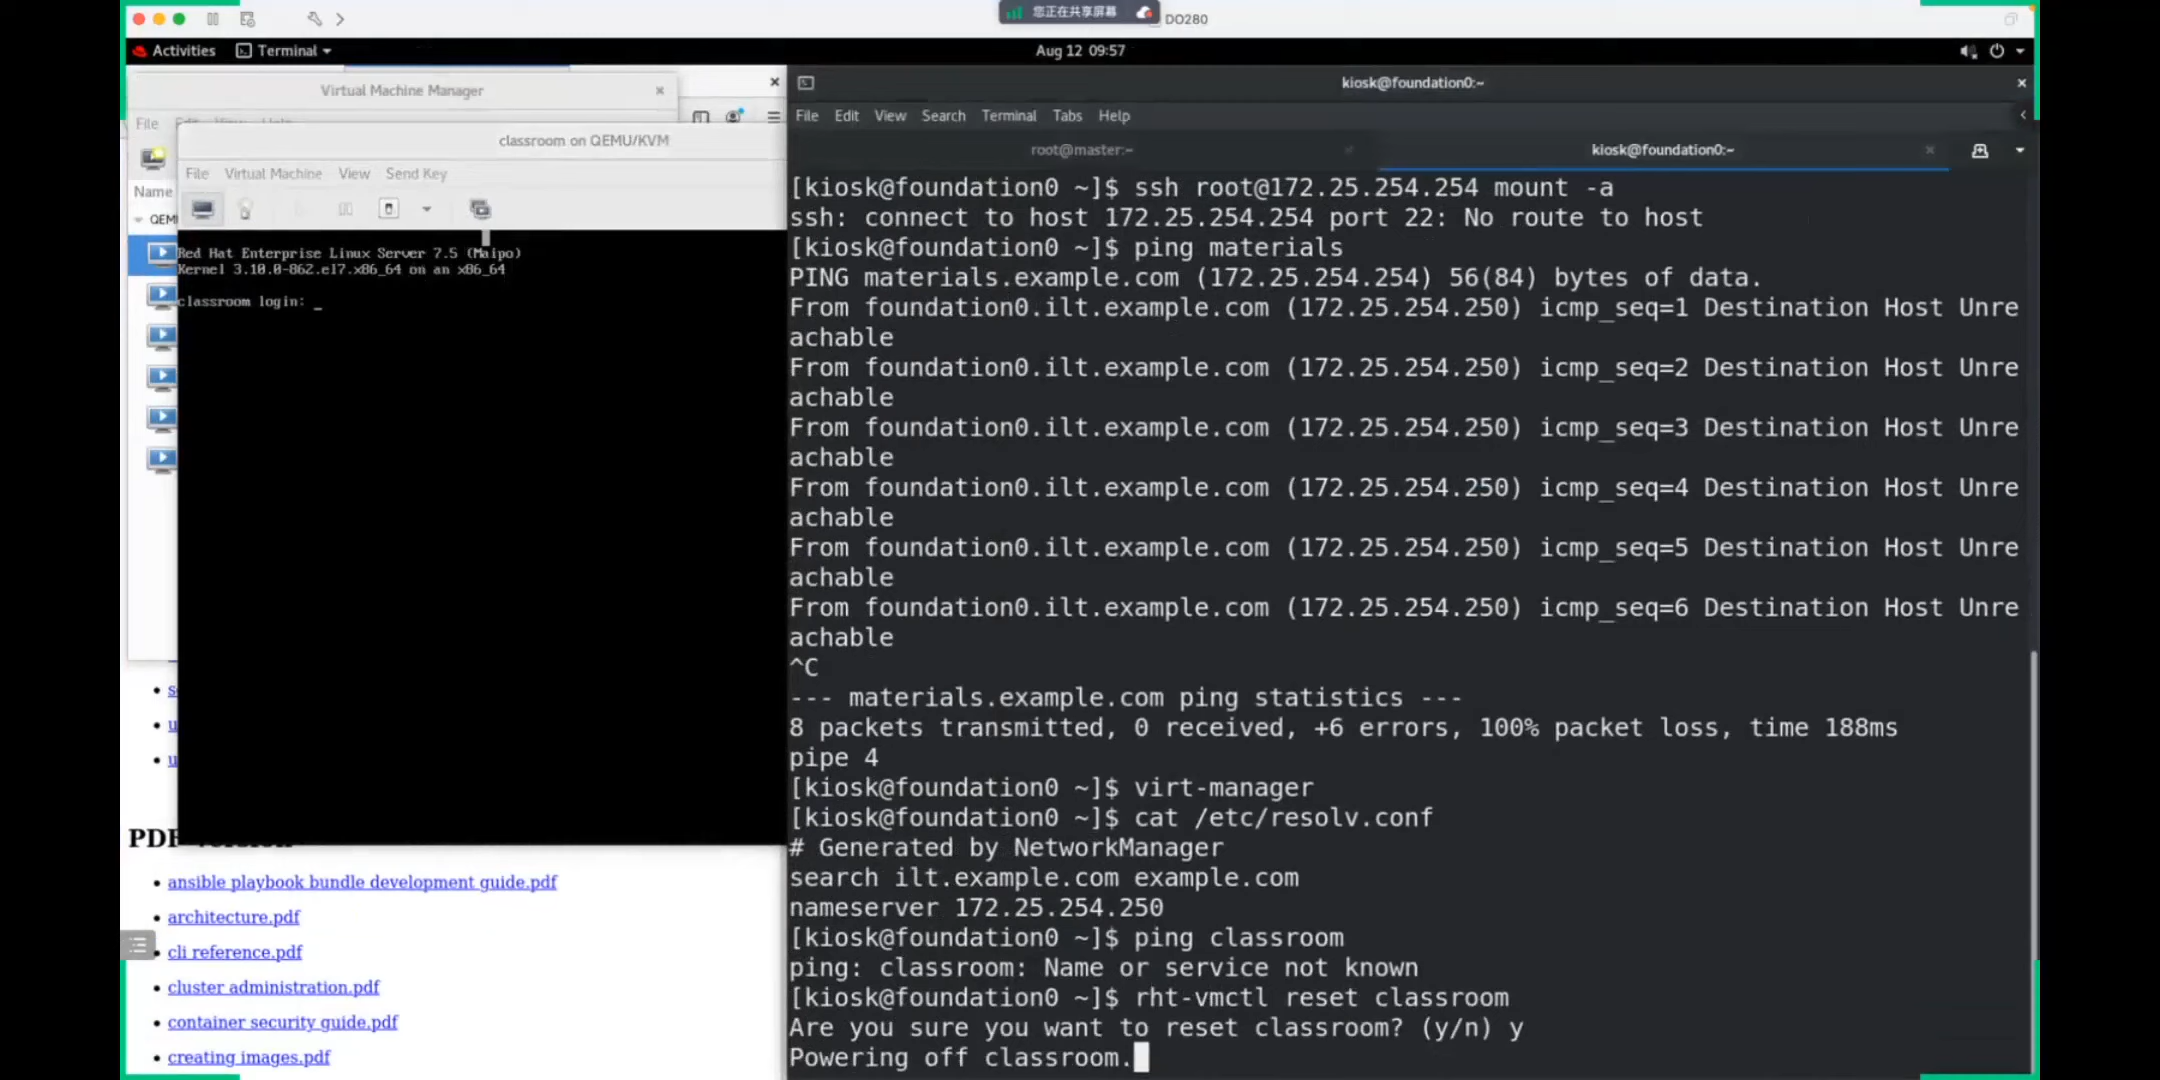 您正在共享屏幕
DO280
Activities
Terminal
Aug 12 09:57
Virtual Machine Manager
File
classroom on QEMU/KVM
File Virtual Machine View Send Key
Name
QEMU
Red Hat Enterprise Linux Server 7.5 (Maipo)
Kernel 3.10.0-862.el7.x86_64 on an x86_64
classroom login: _
PDF version
ansible playbook bundle development guide.pdf
architecture.pdf
cli reference.pdf
cluster administration.pdf
container security guide.pdf
creating images.pdf
kiosk@foundation0:~
File Edit View Search Terminal Tabs Help
root@master:~
kiosk@foundation0:~
[kiosk@foundation0 ~]$ ssh root@172.25.254.254 mount -a
ssh: connect to host 172.25.254.254 port 22: No route to host
[kiosk@foundation0 ~]$ ping materials
PING materials.example.com (172.25.254.254) 56(84) bytes of data.
From foundation0.ilt.example.com (172.25.254.250) icmp_seq=1 Destination Host Unre
achable
From foundation0.ilt.example.com (172.25.254.250) icmp_seq=2 Destination Host Unre
achable
From foundation0.ilt.example.com (172.25.254.250) icmp_seq=3 Destination Host Unre
achable
From foundation0.ilt.example.com (172.25.254.250) icmp_seq=4 Destination Host Unre
achable
From foundation0.ilt.example.com (172.25.254.250) icmp_seq=5 Destination Host Unre
achable
From foundation0.ilt.example.com (172.25.254.250) icmp_seq=6 Destination Host Unre
achable
^C
--- materials.example.com ping statistics ---
8 packets transmitted, 0 received, +6 errors, 100% packet loss, time 188ms
pipe 4
[kiosk@foundation0 ~]$ virt-manager
[kiosk@foundation0 ~]$ cat /etc/resolv.conf
# Generated by NetworkManager
search ilt.example.com example.com
nameserver 172.25.254.250
[kiosk@foundation0 ~]$ ping classroom
ping: classroom: Name or service not known
[kiosk@foundation0 ~]$ rht-vmctl reset classroom
Are you sure you want to reset classroom? (y/n) y
Powering off classroom.